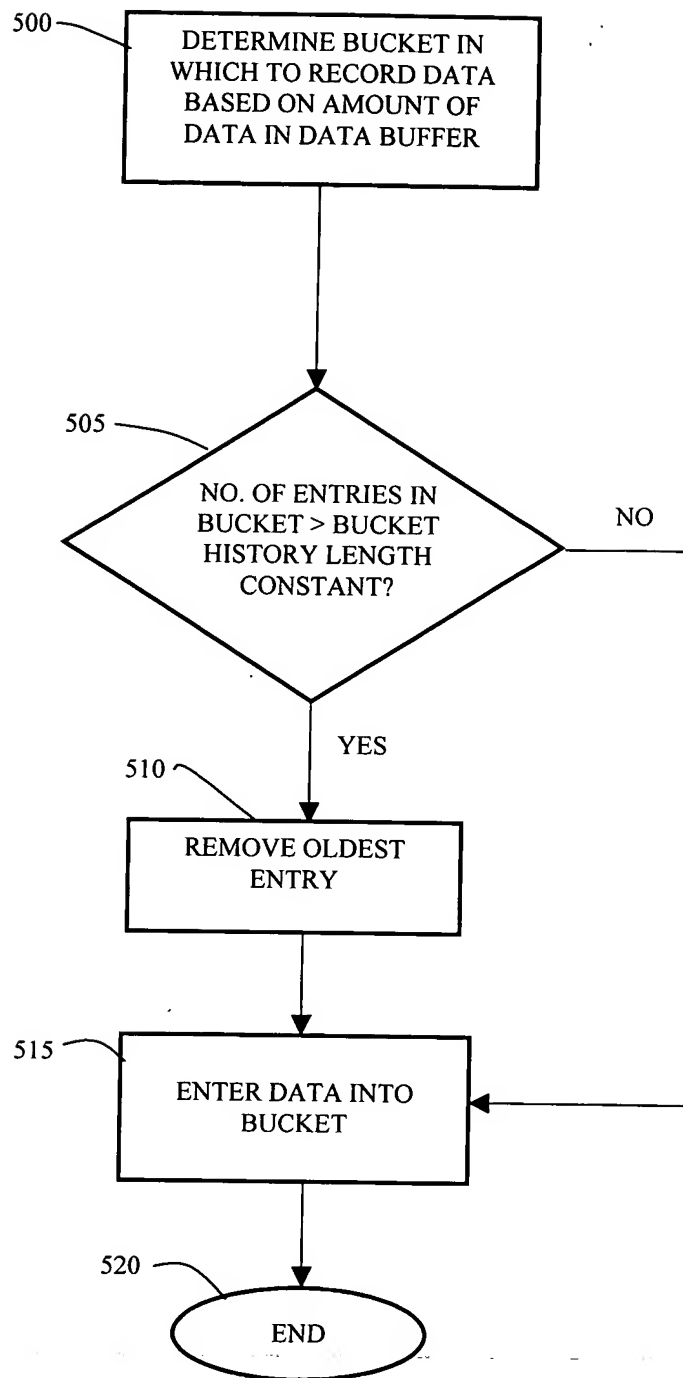 500
DETERMINE BUCKET IN
WHICH TO RECORD DATA
BASED ON AMOUNT OF
DATA IN DATA BUFFER
505
NO. OF ENTRIES IN
BUCKET > BUCKET
HISTORY LENGTH
CONSTANT?
NO
YES
510
REMOVE OLDEST
ENTRY
515
ENTER DATA INTO
BUCKET
520
END